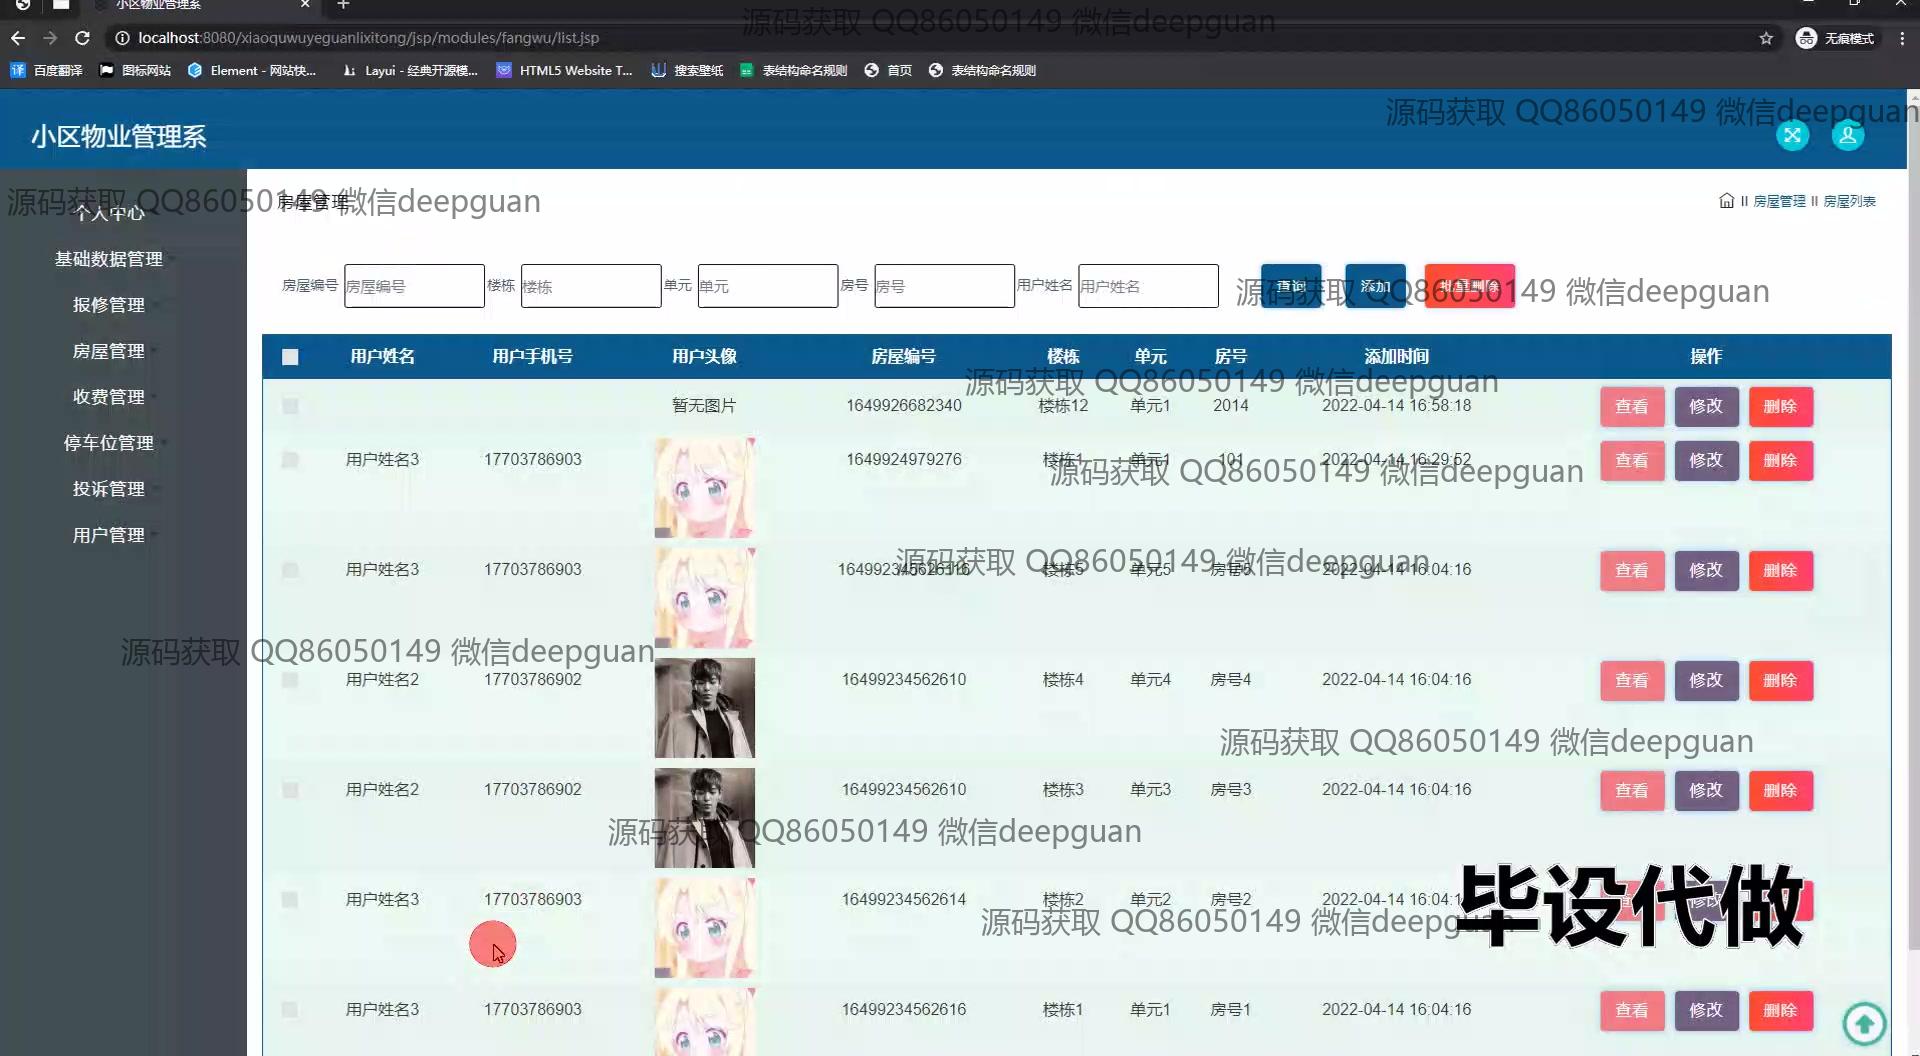 小区物业管理系
源码获取 QQ86050149 微信deepguan
localhost:8080/xiaoquwuyeguanlixitong/jsp/modules/fangwu/list.jsp
无痕模式
百度翻译 图标网站 Element - 网站快... Layui - 经典开源模... HTML5 Website T... 搜索壁纸 表结构命名规则 首页 表结构命名规则
源码获取 QQ86050149 微信deepguan
小区物业管理系
源码获取 QQ86050149 微信deepguan
房屋管理
房屋管理 房屋列表
个人中心
基础数据管理
报修管理
房屋管理
收费管理
停车位管理
投诉管理
用户管理
房屋编号 房屋编号 楼栋 楼栋 单元 单元 房号 房号 用户姓名 用户姓名 查询 添加 批量删除
源码获取 QQ86050149 微信deepguan
用户姓名 用户手机号 用户头像 房屋编号 楼栋 单元 房号 添加时间 操作
源码获取 QQ86050149 微信deepguan
暂无图片 1649926682340 楼栋12 单元1 2014 2022-04-14 16:58:18 查看 修改 删除
用户姓名3 17703786903 1649924979276 楼栋1 单元1 101 2022-04-14 16:29:52 查看 修改 删除
源码获取 QQ86050149 微信deepguan
源码获取 QQ86050149 微信deepguan
用户姓名3 17703786903 楼栋5 单元5 2022-04-14 16:04:16 查看 修改 删除
源码获取 QQ86050149 微信deepguan
用户姓名2 17703786902 16499234562610 楼栋4 单元4 房号4 2022-04-14 16:04:16 查看 修改 删除
源码获取 QQ86050149 微信deepguan
用户姓名2 17703786902 16499234562610 楼栋3 单元3 房号3 2022-04-14 16:04:16 查看 修改 删除
源码获取 QQ86050149 微信deepguan
用户姓名3 17703786903 16499234562614 楼栋2 单元2 房号2
毕设代做
源码获取 QQ86050149
用户姓名3 17703786903 16499234562616 楼栋1 单元1 房号1 2022-04-14 16:04:16 查看 修改 删除